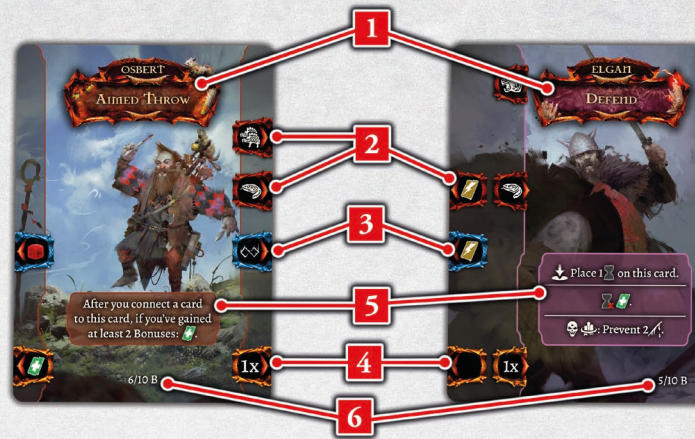 1
OSBERT
AIMED THROW
ELGAN
DEFEND
2
3
After you connect a card
to this card, if you've gained
at least 2 Bonuses: .
5
Place 1 on this card.
.
: Prevent 2 .
1x
4
1x
6/10 B
6
5/10 B